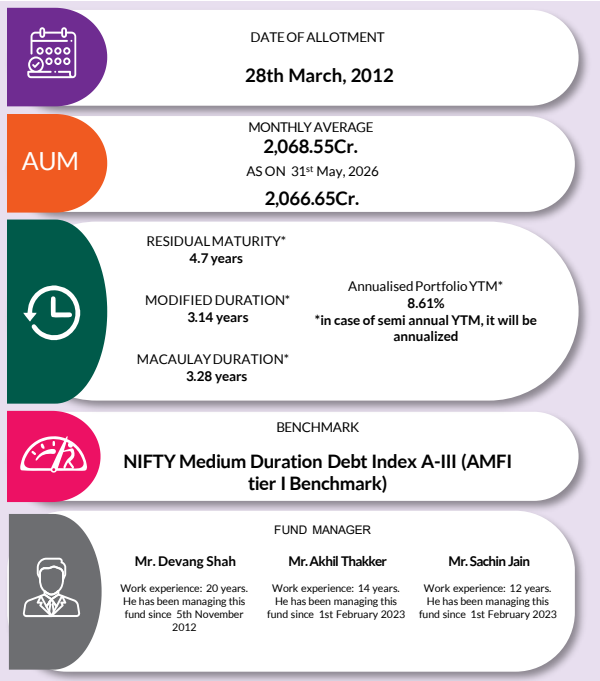 DATE OF ALLOTMENT
28th March, 2012
AUM
MONTHLY AVERAGE
2,068.55Cr.
AS ON 31st May, 2026
2,066.65Cr.
RESIDUAL MATURITY*
4.7 years
MODIFIED DURATION*
3.14 years
MACAULAY DURATION*
3.28 years
Annualised Portfolio YTM*
8.61%
*in case of semi annual YTM, it will be
annualized
BENCHMARK
NIFTY Medium Duration Debt Index A-III (AMFI
tier I Benchmark)
FUND MANAGER
Mr. Devang Shah
Work experience: 20 years.
He has been managing this
fund since 5th November
2012
Mr. Akhil Thakker
Work experience: 14 years.
He has been managing this
fund since 1st February 2023
Mr. Sachin Jain
Work experience: 12 years.
He has been managing this
fund since 1st February 2023